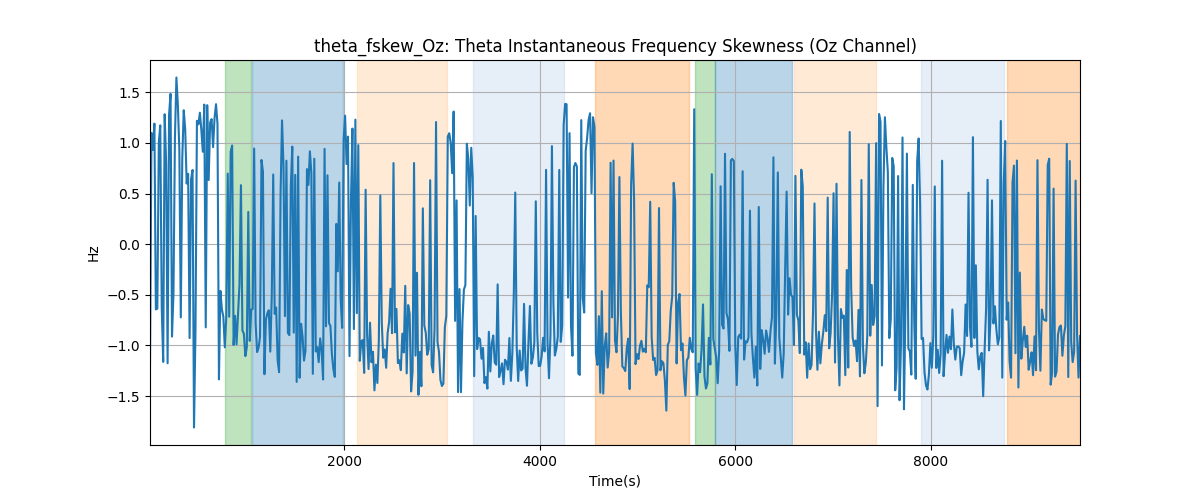 theta_fskew_Oz: Theta Instantaneous Frequency Skewness (Oz Channel)
1.5
1.0
0.5
0.0
−0.5
−1.0
−1.5
Hz
2000 4000 6000 8000
Time(s)